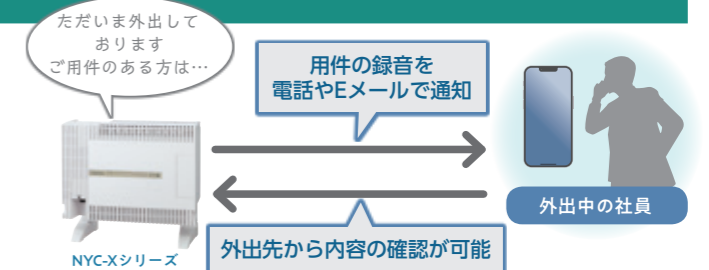 ただいま外出して
おります
ご用件のある方は…
用件の録音を
電話やEメールで通知
外出中の社員
外出先から内容の確認が可能
NYC-Xシリーズ